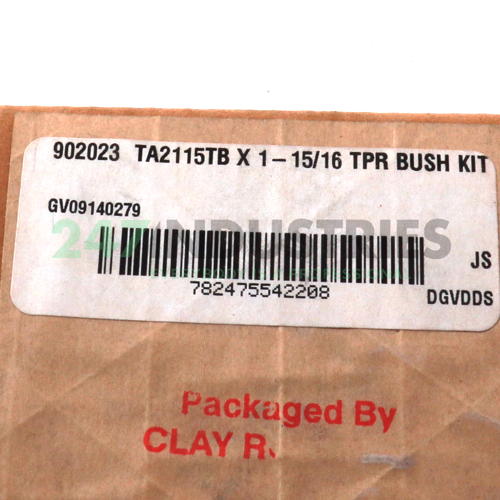 902023 TA2115TB X 1-15/16 TPR BUSH KIT
GV09140279
247 INDUSTRIES
JS
782475542208
DGVDDS
Packaged By
CLAY